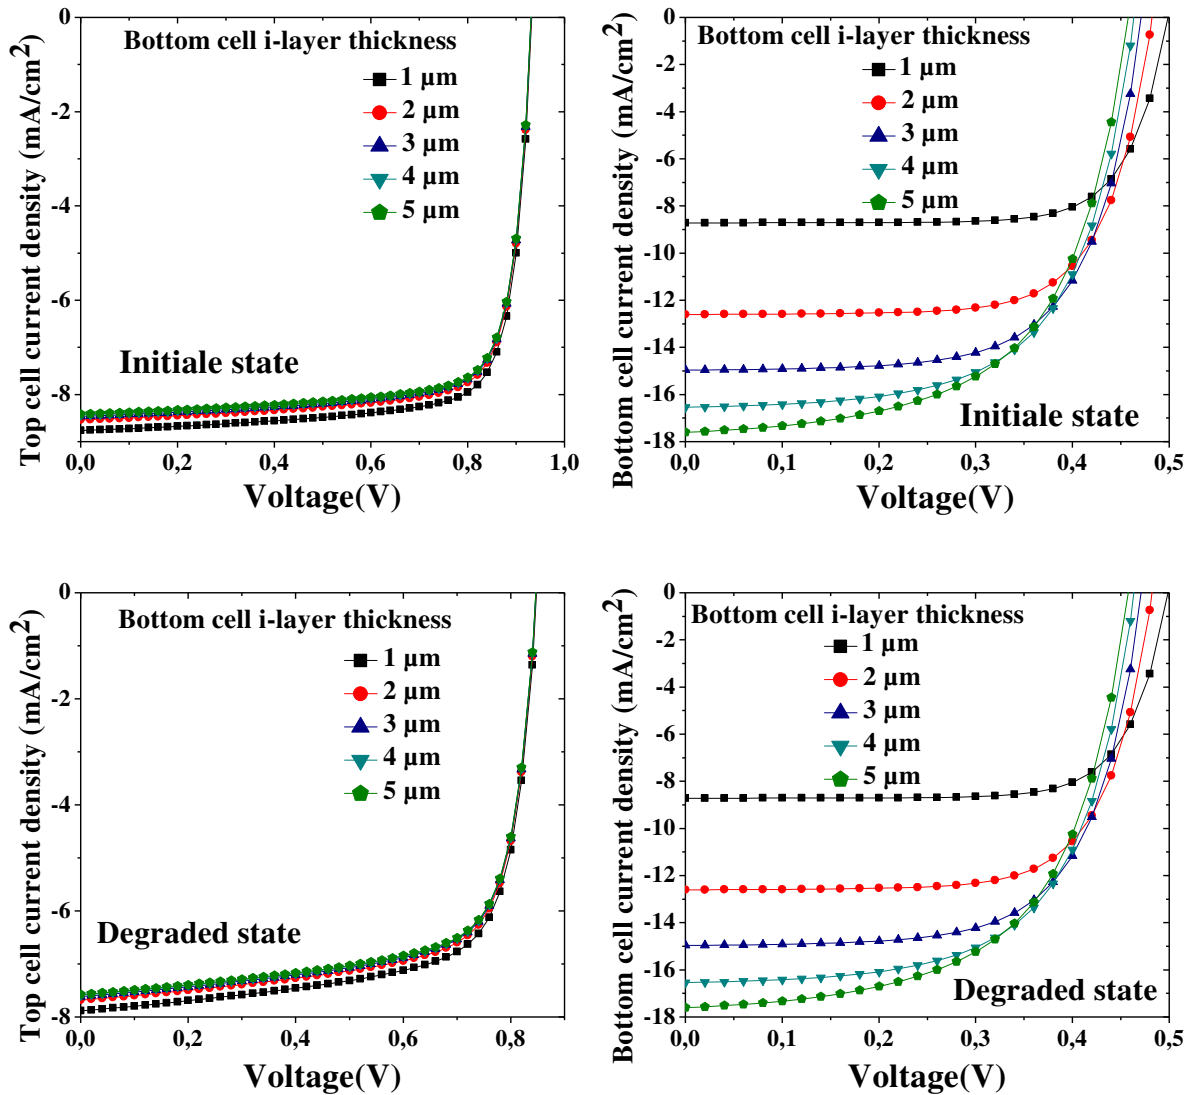 Top cell current density (mA/cm²)
0
-2
-4
-6
-8
Bottom cell i-layer thickness
1 µm
2 µm
3 µm
4 µm
5 µm
Initiale state
0,0 0,2 0,4 0,6 0,8 1,0
Voltage(V)
Bottom cell current density (mA/cm²)
0
-2
-4
-6
-8
-10
-12
-14
-16
-18
Bottom cell i-layer thickness
1 µm
2 µm
3 µm
4 µm
5 µm
Initiale state
0,0 0,1 0,2 0,3 0,4 0,5
Voltage(V)
Top cell current density (mA/cm²)
0
-2
-4
-6
-8
Bottom cell i-layer thickness
1 µm
2 µm
3 µm
4 µm
5 µm
Degraded state
0,0 0,2 0,4 0,6 0,8
Voltage(V)
Bottom cell current density (mA/cm²)
0
-2
-4
-6
-8
-10
-12
-14
-16
-18
Bottom cell i-layer thickness
1 µm
2 µm
3 µm
4 µm
5 µm
Degraded state
0,0 0,1 0,2 0,3 0,4 0,5
Voltage(V)